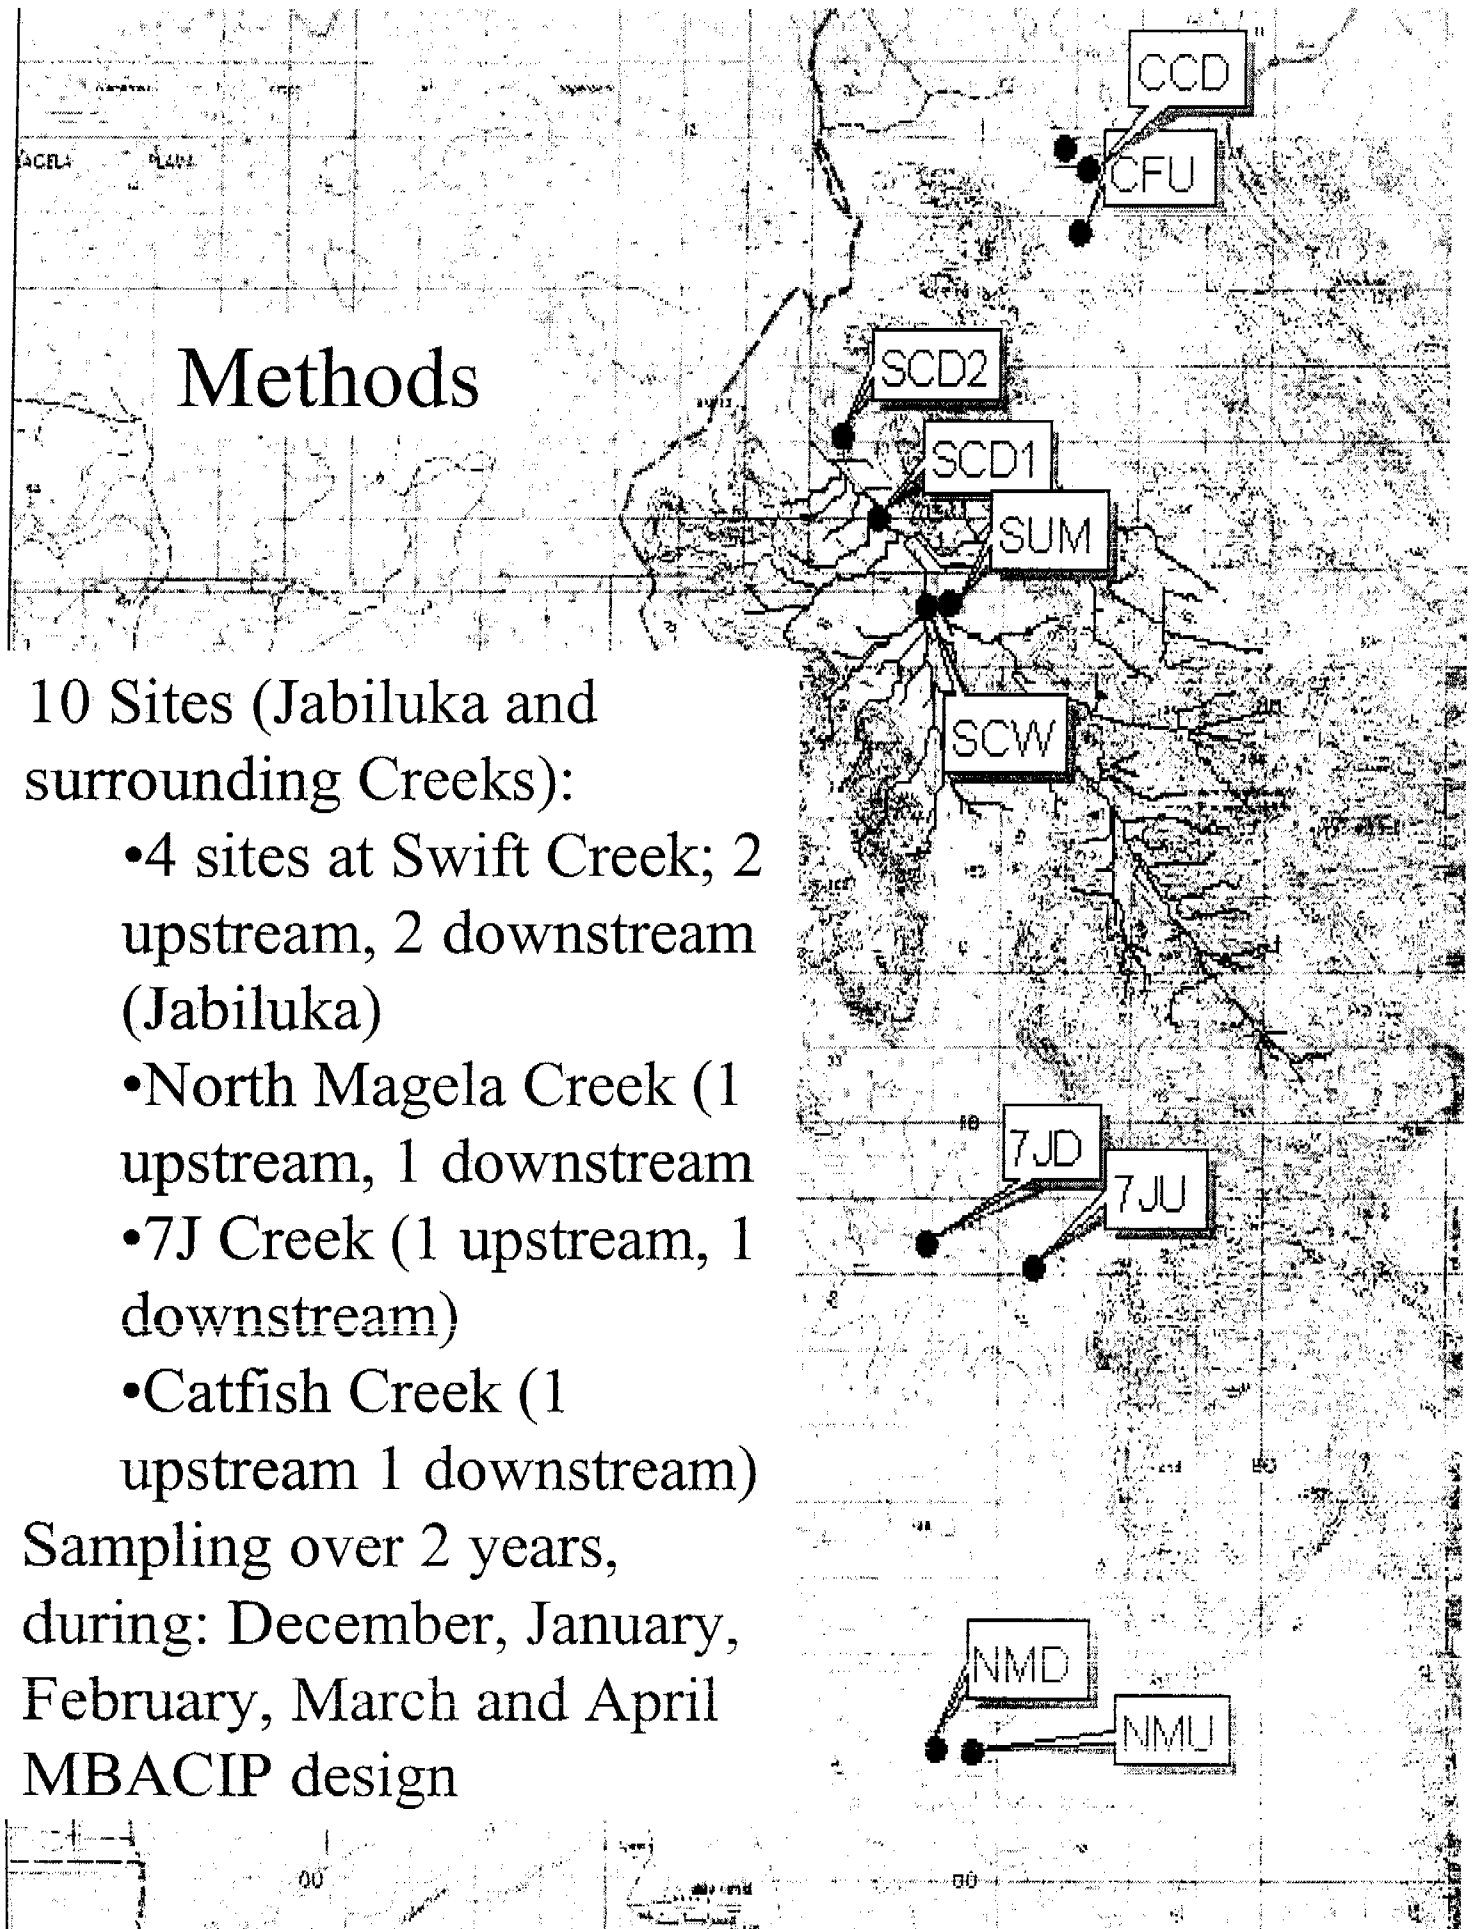 CCD
AGELA PLAINS
CFU
Methods
SCD2
SCD1
SUM
SCW
10 Sites (Jabiluka and
surrounding Creeks):
•4 sites at Swift Creek; 2
upstream, 2 downstream
(Jabiluka)
•North Magela Creek (1
upstream, 1 downstream
•7J Creek (1 upstream, 1
downstream)
•Catfish Creek (1
upstream 1 downstream)
Sampling over 2 years,
during: December, January,
February, March and April
MBACIP design
7JD
7JU
NMD
NMU